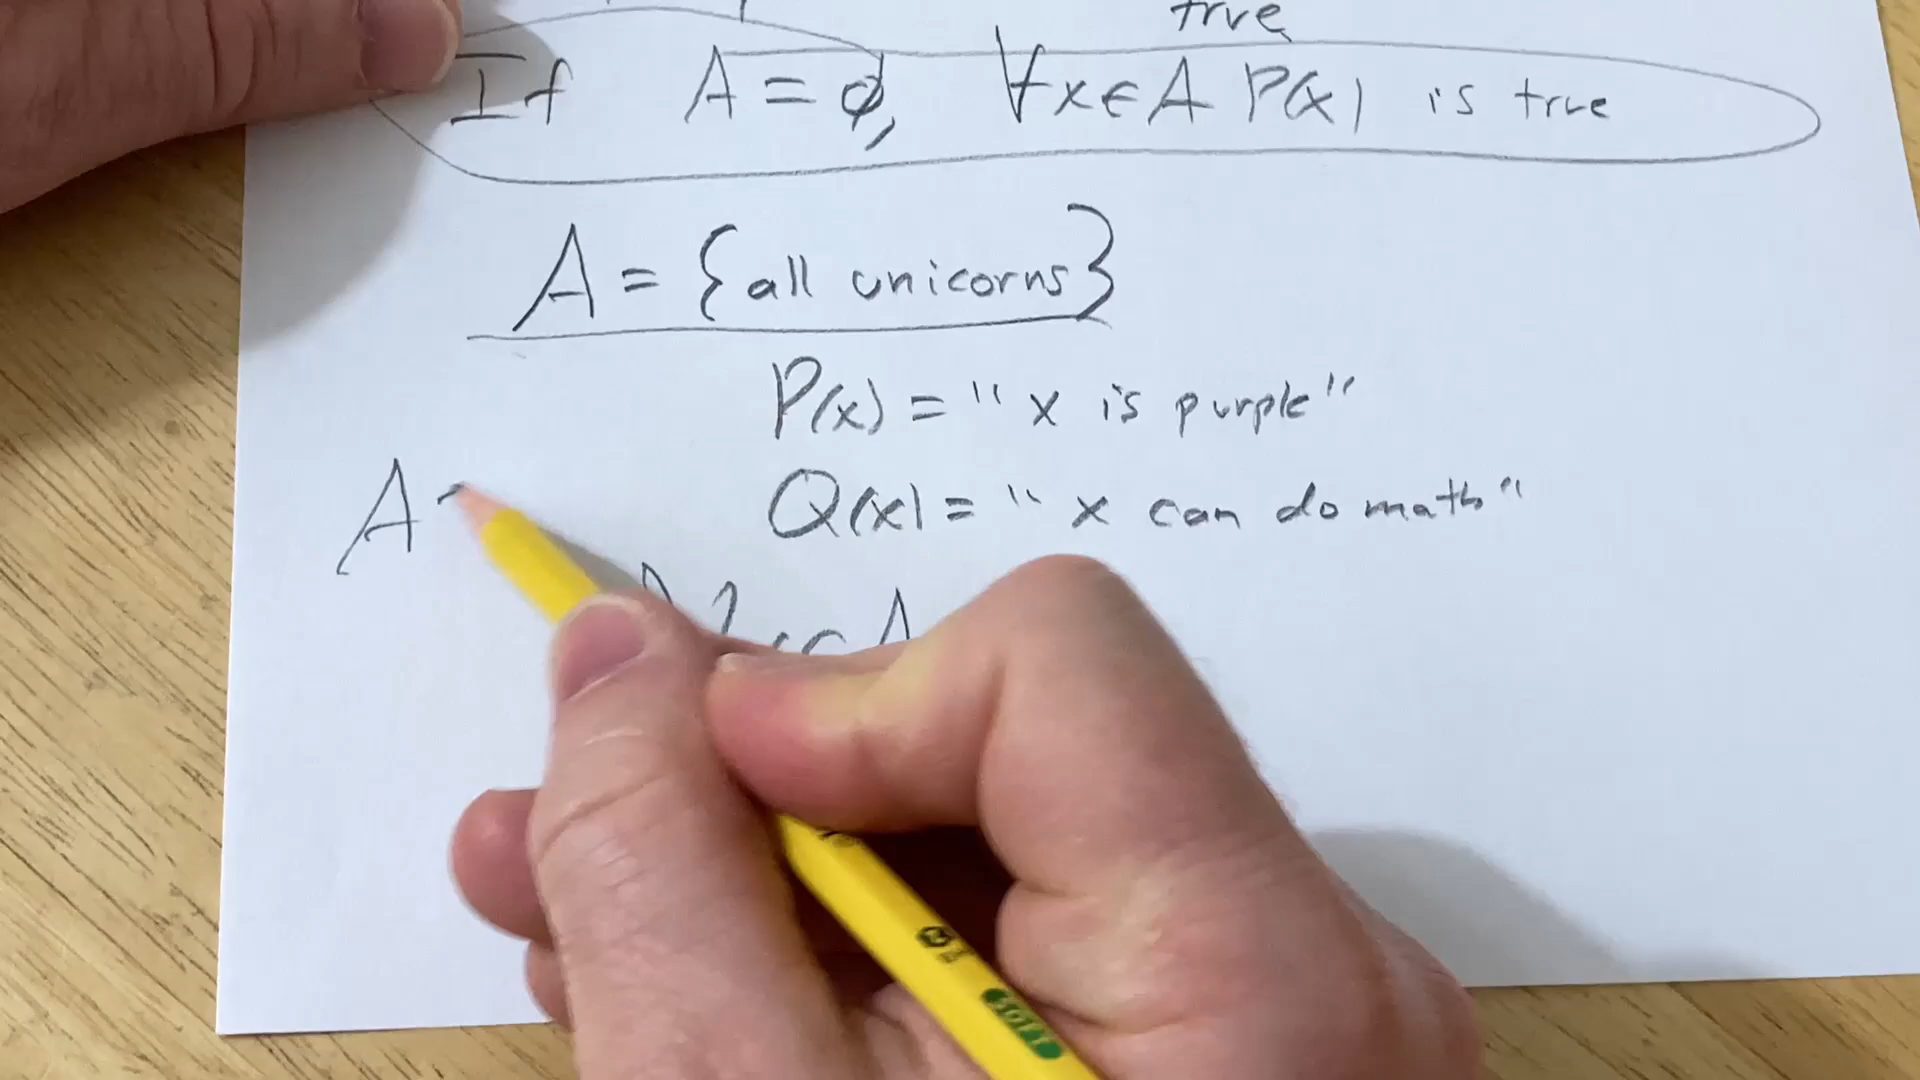 true
If A = ∅, ∀x∈A P(x) is true
A = {all unicorns}
P(x) = "x is purple"
Q(x) = "x can do math"
A